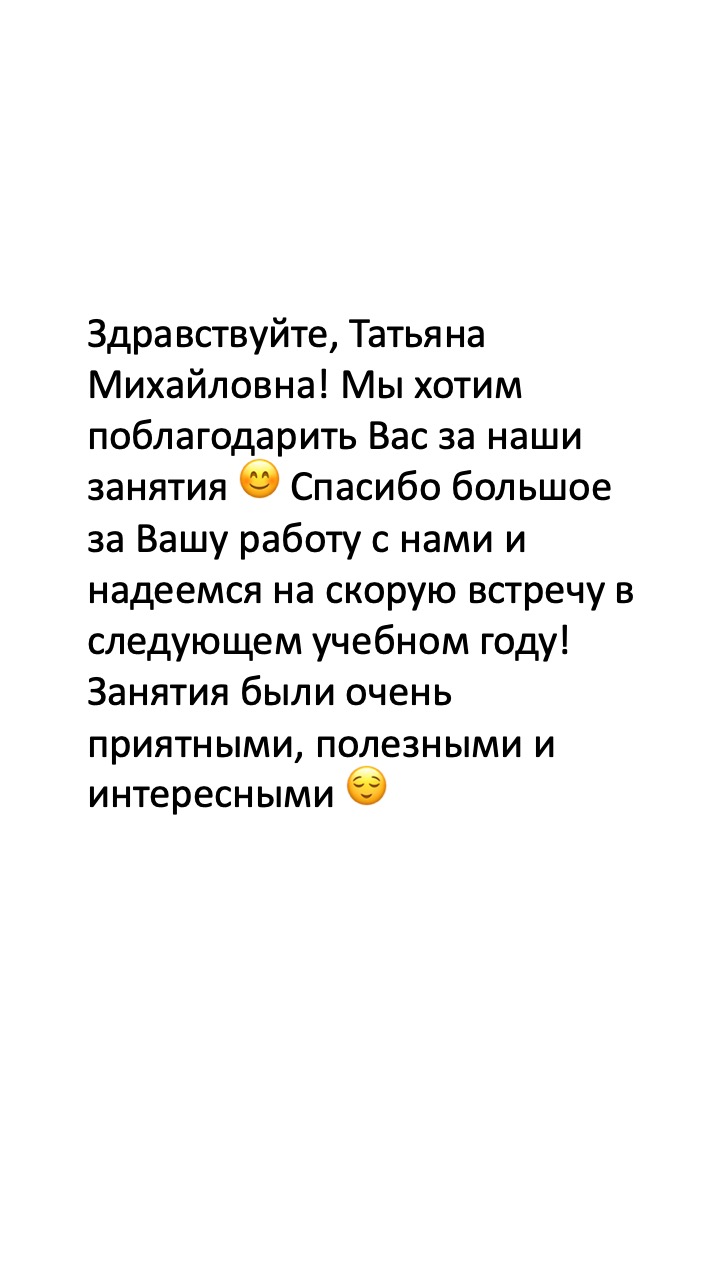 Здравствуйте, Татьяна
Михайловна! Мы хотим
поблагодарить Вас за наши
занятия 😊 Спасибо большое
за Вашу работу с нами и
надеемся на скорую встречу в
следующем учебном году!
Занятия были очень
приятными, полезными и
интересными 😌